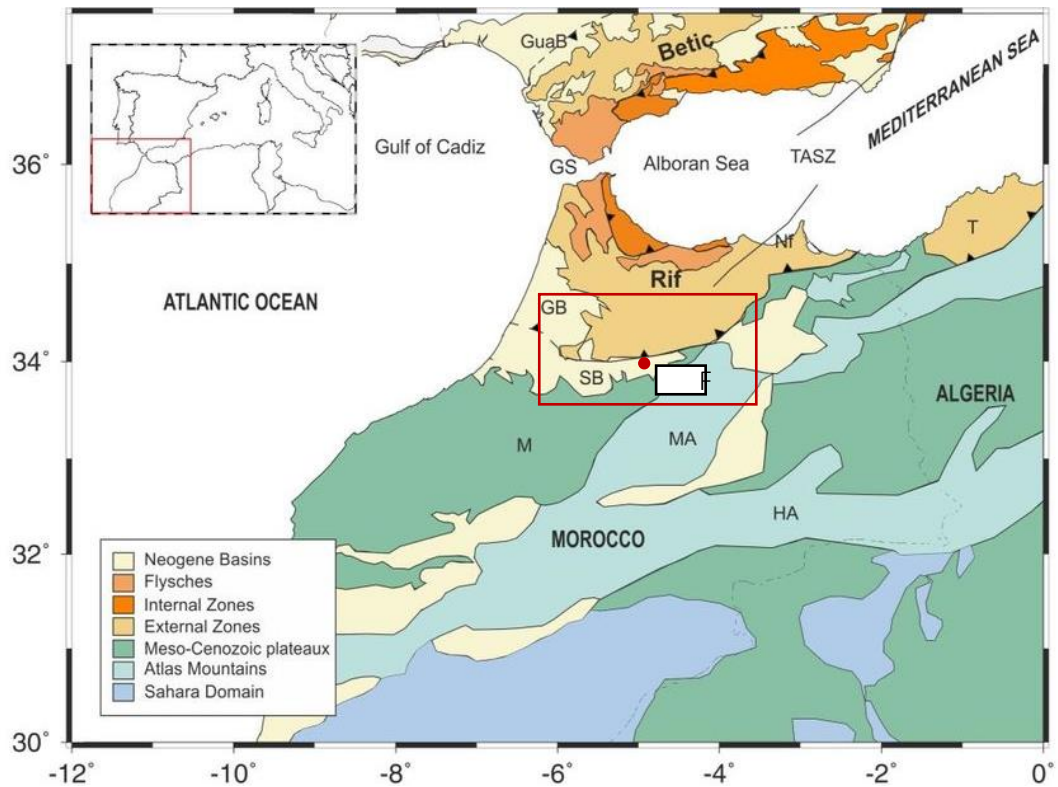 GuaB
Betic
MEDITERRANEAN SEA
Gulf of Cadiz
36°
GS
Alboran Sea
TASZ
T
Nf
Rif
ATLANTIC OCEAN
GB
34°
SB
F
ALGERIA
M
MA
HA
MOROCCO
32°
Neogene Basins
Flysches
Internal Zones
External Zones
Meso-Cenozoic plateaux
Atlas Mountains
Sahara Domain
30°
-12° -10° -8° -6° -4° -2° 0°